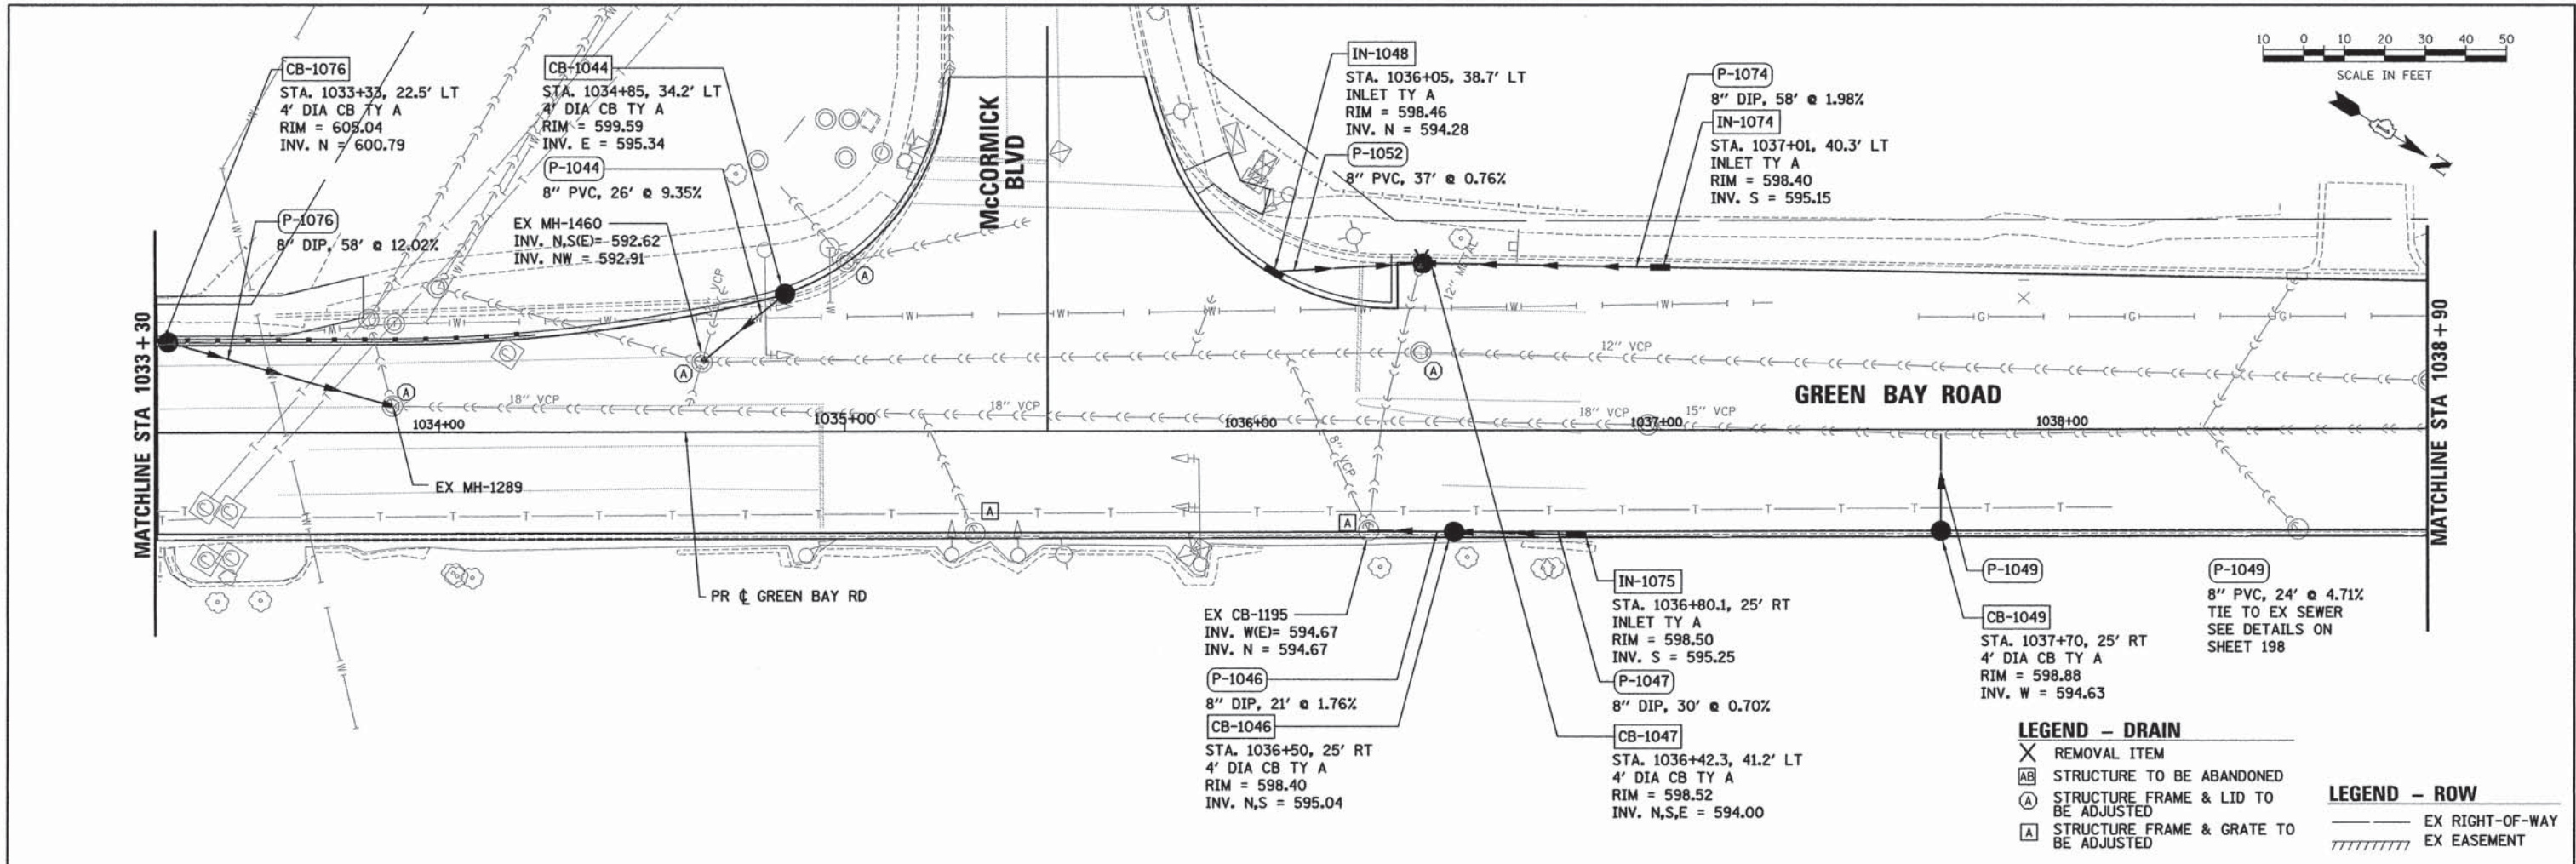 CB-1076
STA. 1033+33, 22.5' LT
4' DIA CB TY A
RIM = 605.04
INV. N = 600.79
P-1076
8" DIP, 58' @ 12.02%
CB-1044
STA. 1034+85, 34.2' LT
4' DIA CB TY A
RIM = 599.59
INV. E = 595.34
P-1044
8" PVC, 26' @ 9.35%
EX MH-1460
INV. N,S(E)= 592.62
INV. NW = 592.91
McCORMICK
BLVD
IN-1048
STA. 1036+05, 38.7' LT
INLET TY A
RIM = 598.46
INV. N = 594.28
P-1052
8" PVC, 37' @ 0.76%
P-1074
8" DIP, 58' @ 1.98%
IN-1074
STA. 1037+01, 40.3' LT
INLET TY A
RIM = 598.40
INV. S = 595.15
10 0 10 20 30 40 50
SCALE IN FEET
N
MATCHLINE STA 1033+30
MATCHLINE STA 1038+90
12" METAL
12" VCP
18" VCP
18" VCP
18" VCP
15" VCP
8" VCP
GREEN BAY ROAD
1034+00
1035+00
1036+00
1037+00
1038+00
EX MH-1289
PR ℄ GREEN BAY RD
EX CB-1195
INV. W(E)= 594.67
INV. N = 594.67
P-1046
8" DIP, 21' @ 1.76%
CB-1046
STA. 1036+50, 25' RT
4' DIA CB TY A
RIM = 598.40
INV. N,S = 595.04
IN-1075
STA. 1036+80.1, 25' RT
INLET TY A
RIM = 598.50
INV. S = 595.25
P-1047
8" DIP, 30' @ 0.70%
CB-1047
STA. 1036+42.3, 41.2' LT
4' DIA CB TY A
RIM = 598.52
INV. N,S,E = 594.00
P-1049
CB-1049
STA. 1037+70, 25' RT
4' DIA CB TY A
RIM = 598.88
INV. W = 594.63
P-1049
8" PVC, 24' @ 4.71%
TIE TO EX SEWER
SEE DETAILS ON
SHEET 198
LEGEND - DRAIN
REMOVAL ITEM
AB STRUCTURE TO BE ABANDONED
A STRUCTURE FRAME & LID TO
BE ADJUSTED
A STRUCTURE FRAME & GRATE TO
BE ADJUSTED
LEGEND - ROW
EX RIGHT-OF-WAY
EX EASEMENT